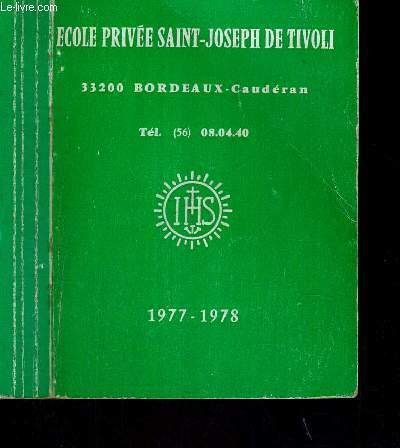 Le-livre.com
ECOLE PRIVÉE SAINT-JOSEPH DE TIVOLI
33200 BORDEAUX-Caudéran
Tél. (56) 08.04.40
IHS
1977-1978